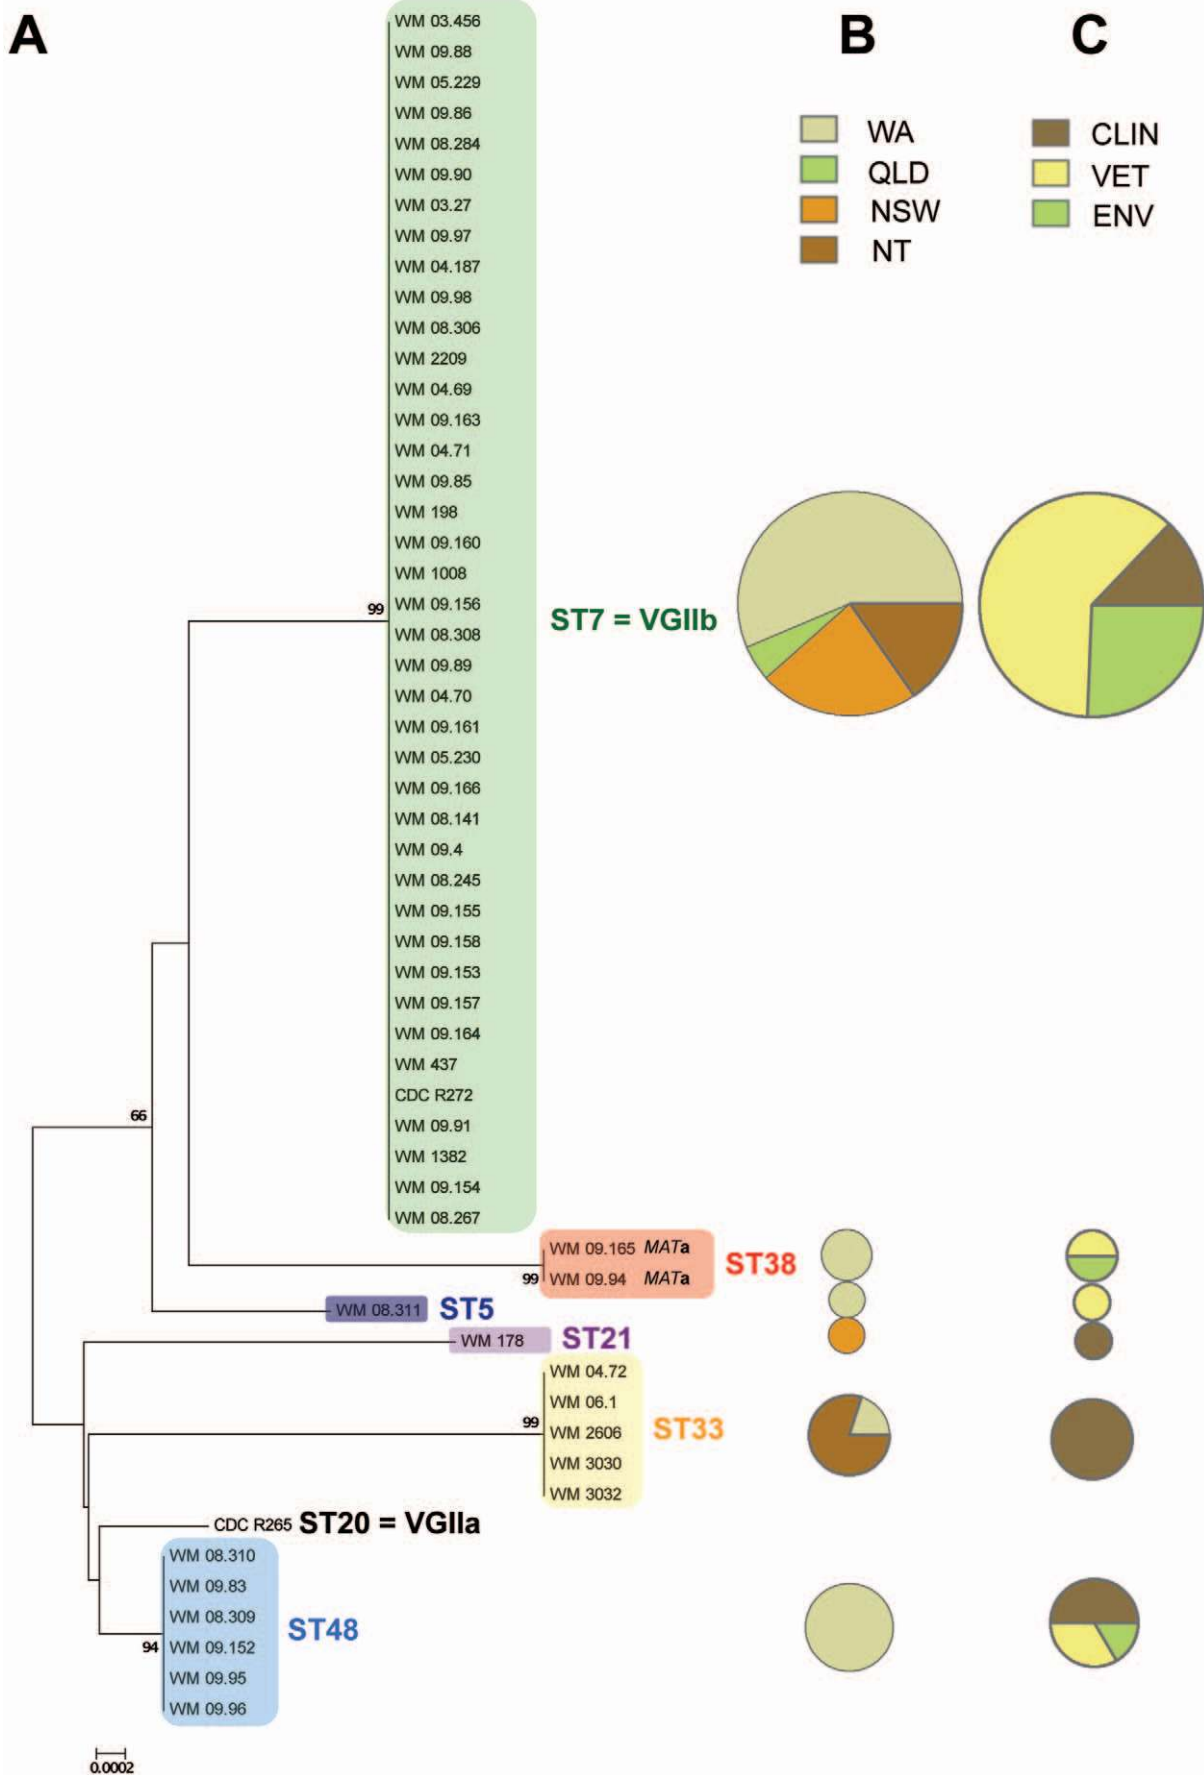 A
WM 03.456
WM 09.88
WM 05.229
WM 09.86
WM 08.284
WM 09.90
WM 03.27
WM 09.97
WM 04.187
WM 09.98
WM 08.306
WM 2209
WM 04.69
WM 09.163
WM 04.71
WM 09.85
WM 198
WM 09.160
WM 1008
WM 09.156
WM 08.308
WM 09.89
WM 04.70
WM 09.161
WM 05.230
WM 09.166
WM 08.141
WM 09.4
WM 08.245
WM 09.155
WM 09.158
WM 09.153
WM 09.157
WM 09.164
WM 437
CDC R272
WM 09.91
WM 1382
WM 09.154
WM 08.267
99
ST7 = VGIIb
66
WM 09.165 MATa
WM 09.94 MATa
99
ST38
WM 08.311
ST5
WM 178
ST21
WM 04.72
WM 06.1
WM 2606
WM 3030
WM 3032
99
ST33
CDC R265
ST20 = VGIIa
WM 08.310
WM 09.83
WM 08.309
WM 09.152
WM 09.95
WM 09.96
94
ST48
0.0002
B
WA
QLD
NSW
NT
C
CLIN
VET
ENV